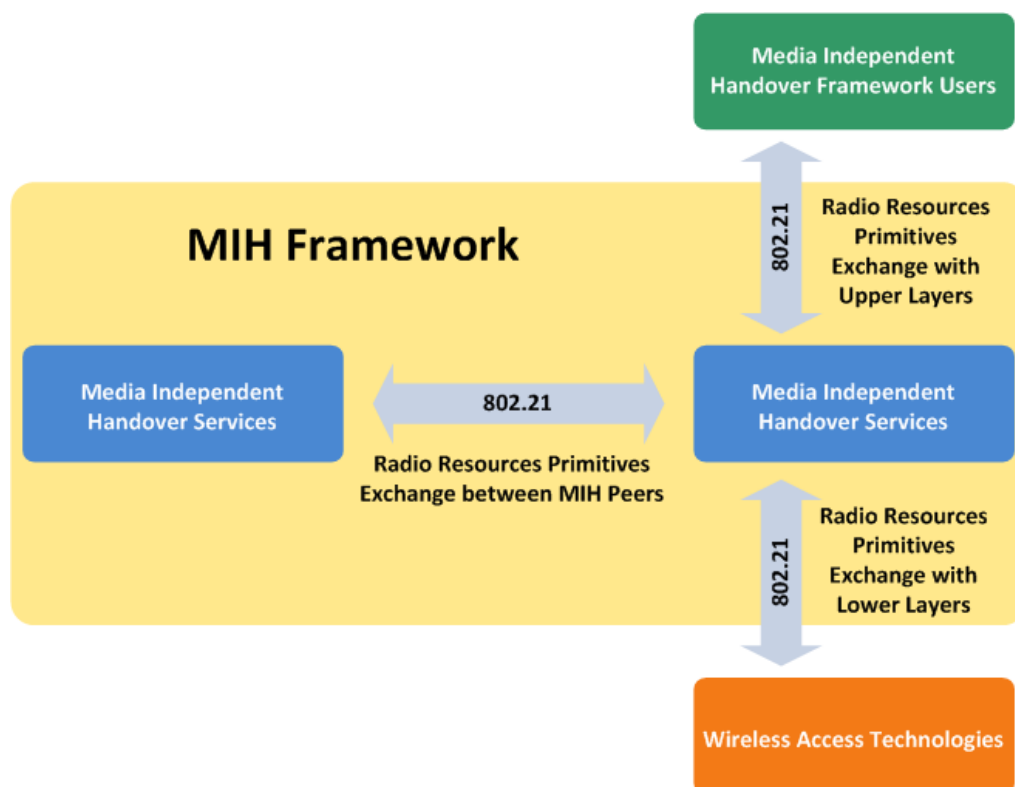 Media Independent
Handover Framework Users
802.21
Radio Resources
Primitives
Exchange with
Upper Layers
MIH Framework
Media Independent
Handover Services
802.21
Radio Resources Primitives
Exchange between MIH Peers
Media Independent
Handover Services
802.21
Radio Resources
Primitives
Exchange with
Lower Layers
Wireless Access Technologies